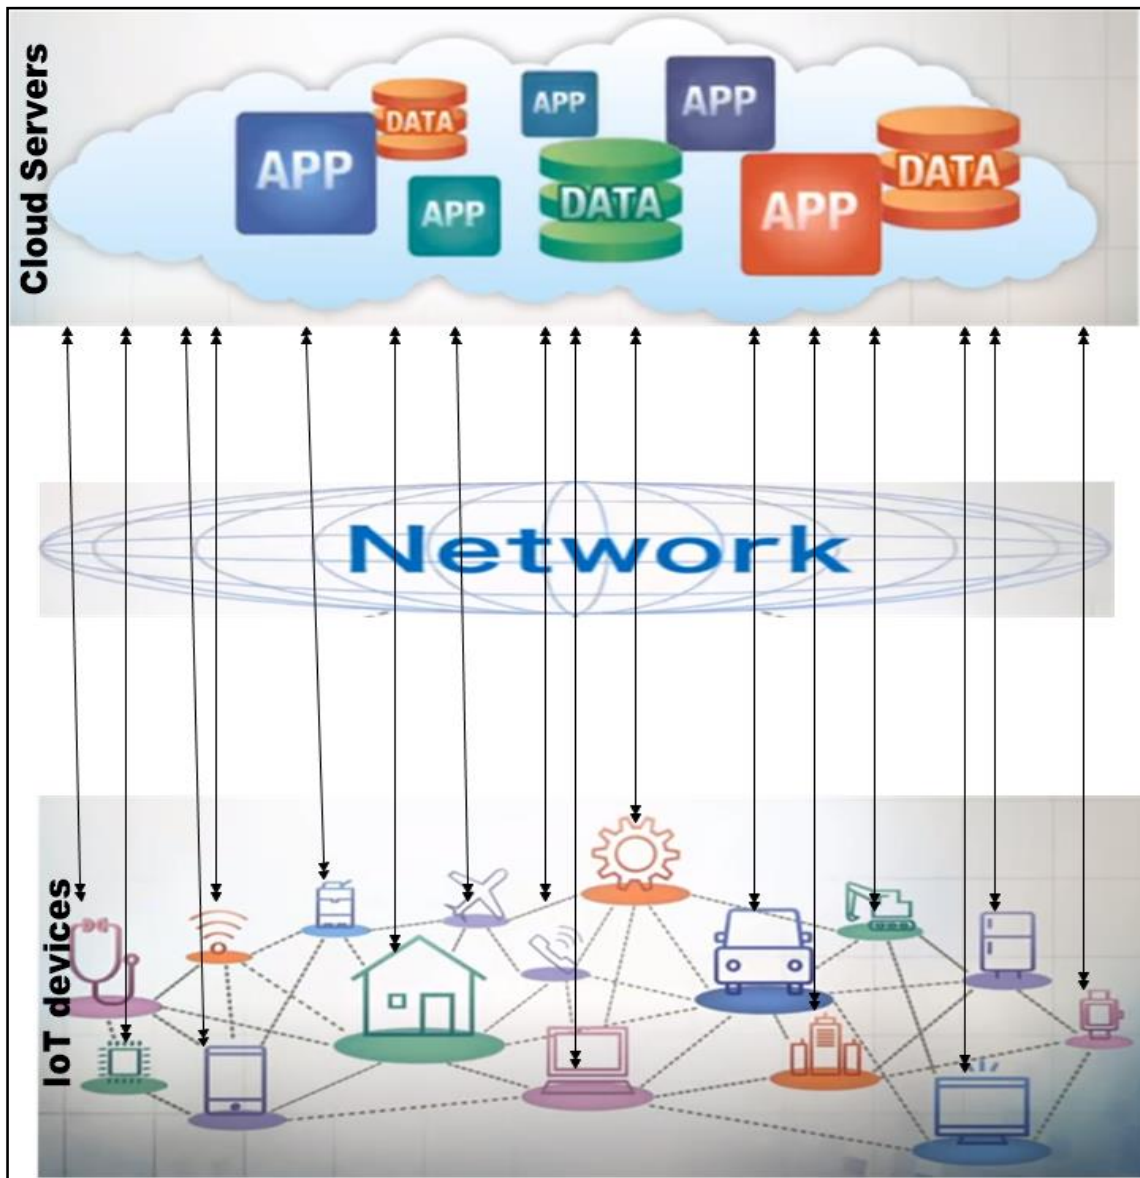 Cloud Servers
APP
DATA
APP
APP
DATA
APP
APP
DATA
Network
IoT devices